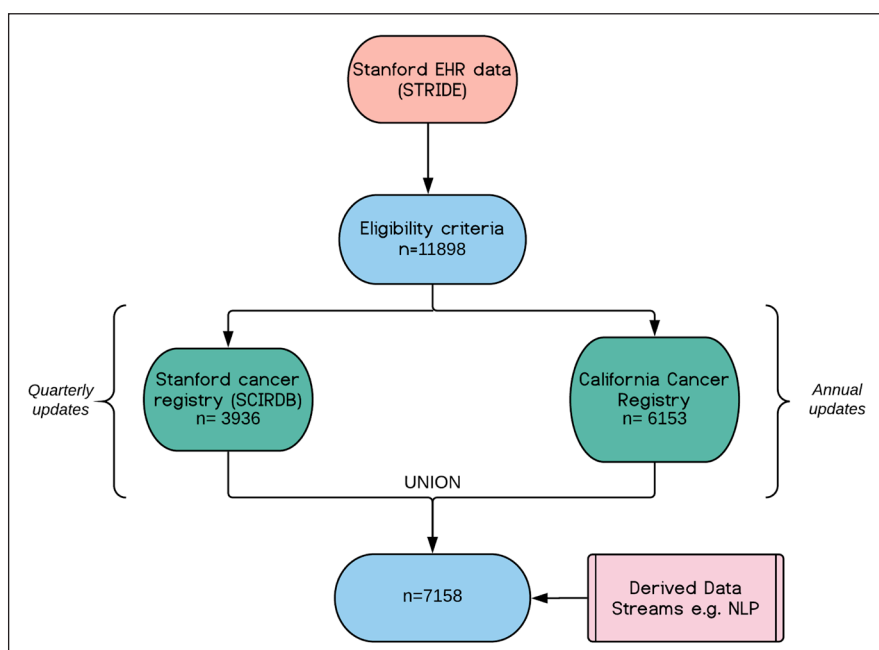 Stanford EHR data
(STRIDE)
Eligibility criteria
n=11898
Quarterly
updates
Stanford cancer
registry (SCIRDB)
n= 3936
California Cancer
Registry
n= 6153
Annual
updates
UNION
n=7158
Derived Data
Streams e.g. NLP